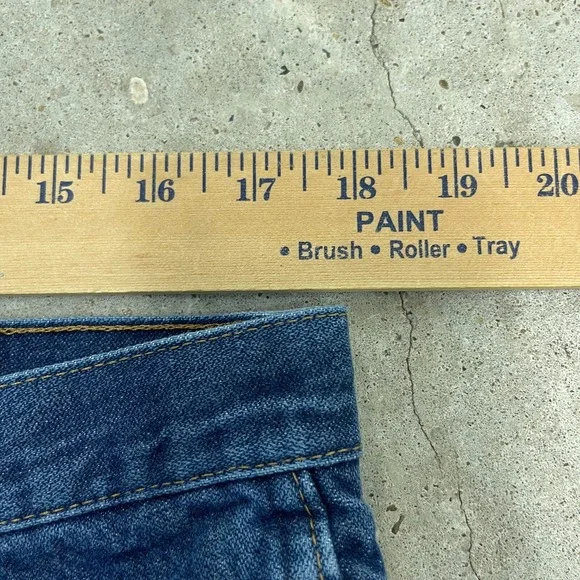 15 16 17 18 19 20
PAINT
• Brush • Roller • Tray